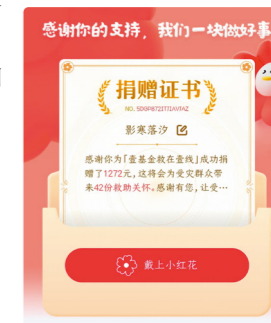 感谢你的支持，我们一块做好事
捐赠证书
影寒落汐
感谢你为「壹基金救在壹线」成功捐
赠了1272元，这将会为受灾群众带
来42份救助关怀。感谢有您，让受…
戴上小红花